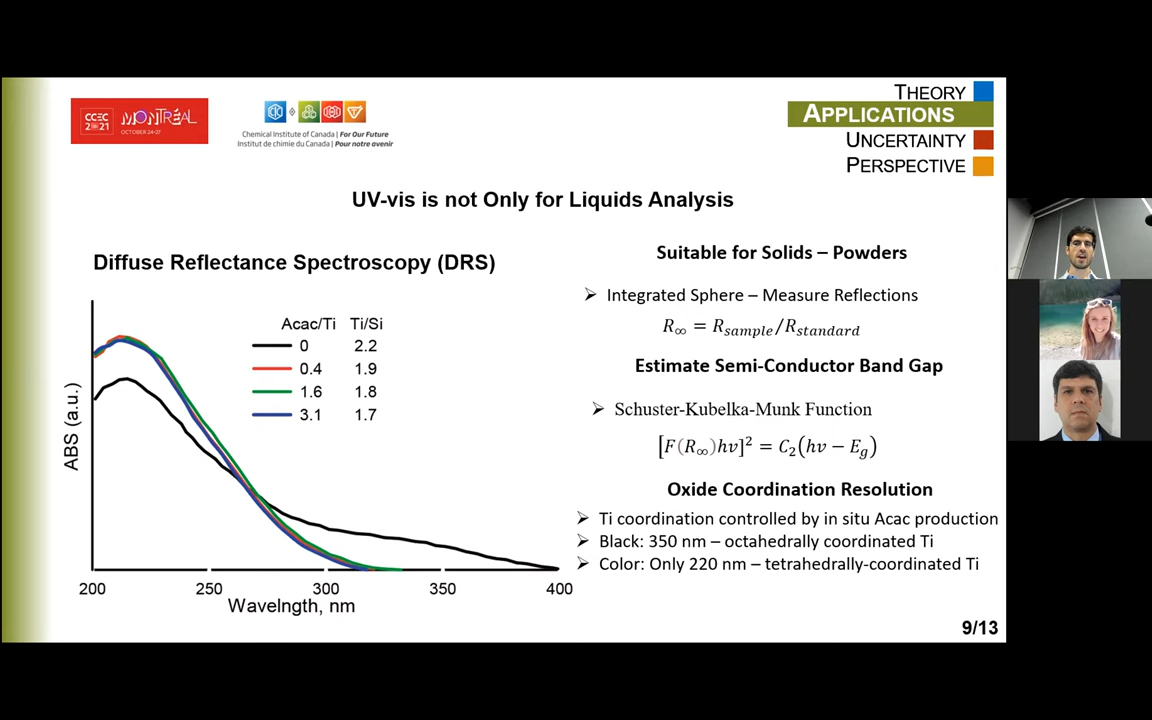 CCEC
2021
MONTRÉAL
OCTOBER 24-27
Chemical Institute of Canada | For Our Future
Institut de chimie du Canada | Pour notre avenir
THEORY
APPLICATIONS
UNCERTAINTY
PERSPECTIVE
UV-vis is not Only for Liquids Analysis
Diffuse Reflectance Spectroscopy (DRS)
Acac/Ti Ti/Si
0 2.2
0.4 1.9
1.6 1.8
3.1 1.7
ABS (a.u.)
200 250 300 350 400
Wavelngth, nm
Suitable for Solids – Powders
➢ Integrated Sphere – Measure Reflections
R∞ = Rsample/Rstandard
Estimate Semi-Conductor Band Gap
➢ Schuster-Kubelka-Munk Function
[F(R∞)hv]² = C₂(hv − Eg)
Oxide Coordination Resolution
➢ Ti coordination controlled by in situ Acac production
➢ Black: 350 nm – octahedrally coordinated Ti
➢ Color: Only 220 nm – tetrahedrally-coordinated Ti
9/13